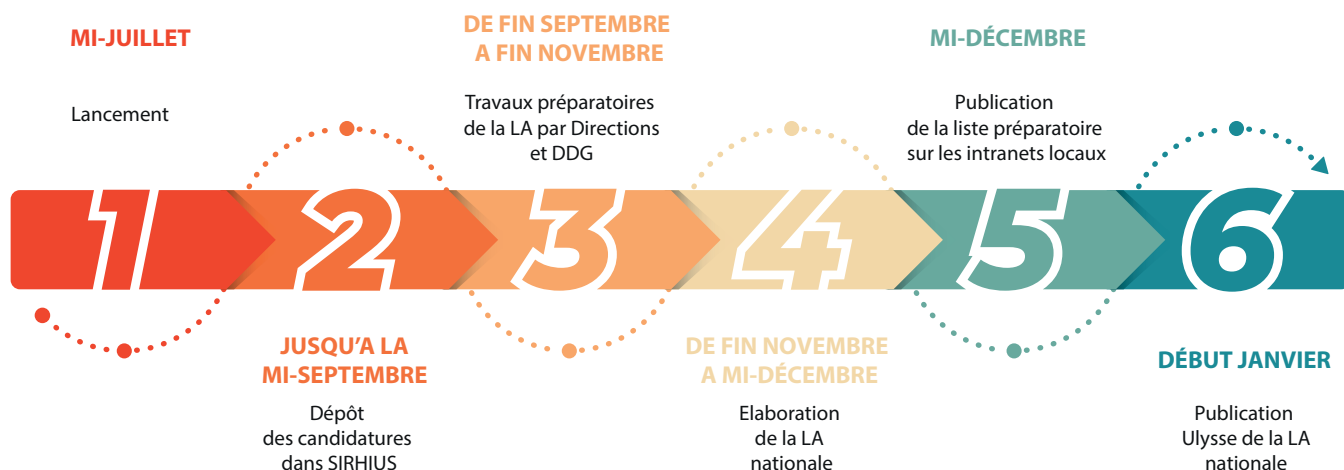 MI-JUILLET
Lancement
1
2
JUSQU'A LA
MI-SEPTEMBRE
Dépôt
des candidatures
dans SIRHIUS
DE FIN SEPTEMBRE
A FIN NOVEMBRE
Travaux préparatoires
de la LA par Directions
et DDG
3
4
DE FIN NOVEMBRE
A MI-DÉCEMBRE
Elaboration
de la LA
nationale
MI-DÉCEMBRE
Publication
de la liste préparatoire
sur les intranets locaux
5
6
DÉBUT JANVIER
Publication
Ulysse de la LA
nationale